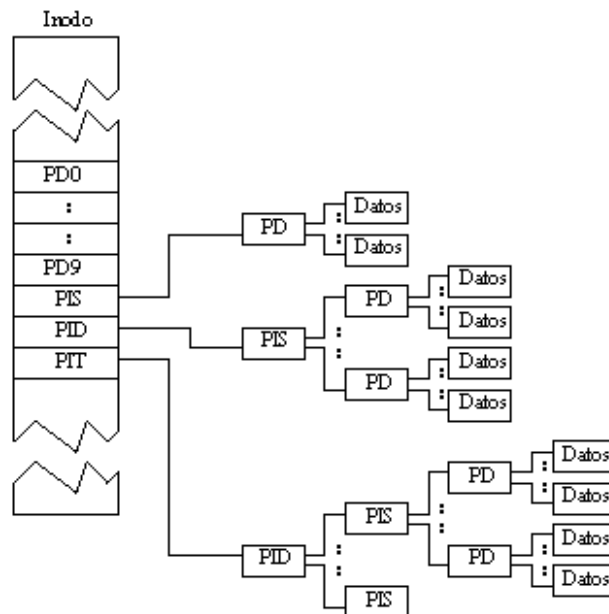 Inodo
PD0
:
:
PD9
PIS
PID
PIT
PD
Datos
:
Datos
PIS
:
PD
Datos
:
Datos
PD
Datos
:
Datos
PID
:
PIS
:
PD
Datos
:
Datos
PD
Datos
:
Datos
PIS